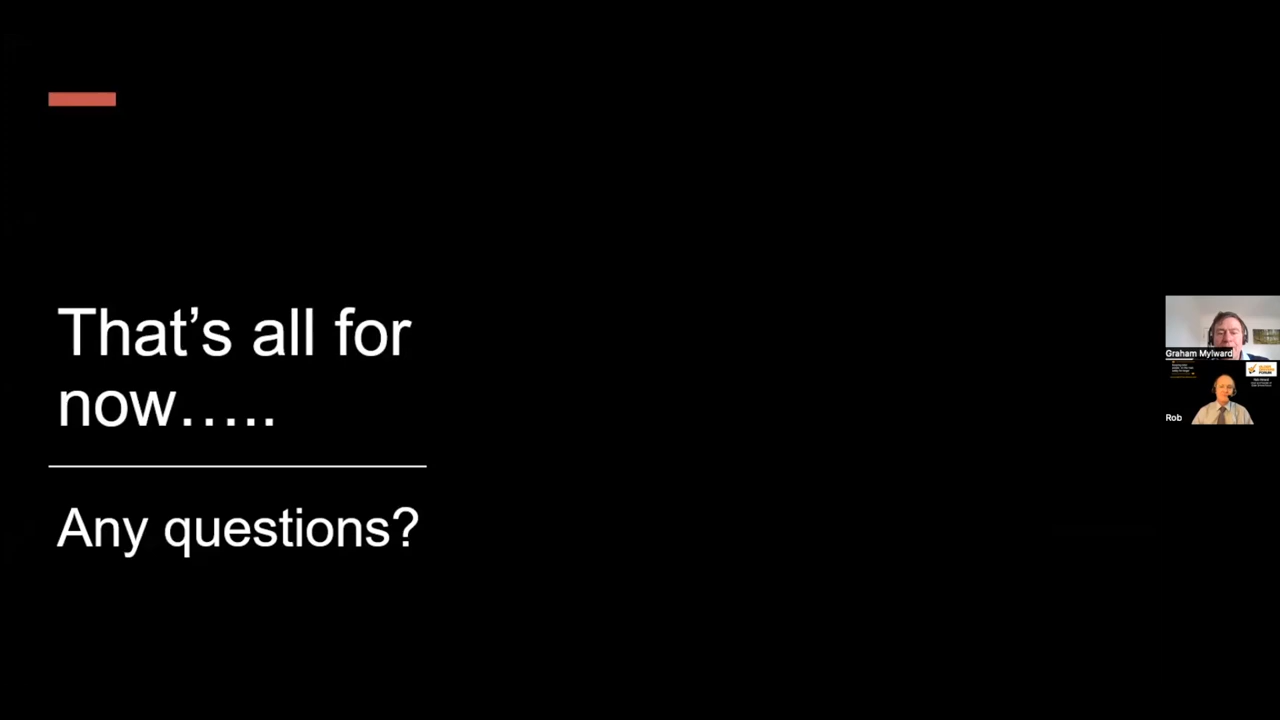 That’s all for
now…..
Any questions?
Graham Mylward
Rob